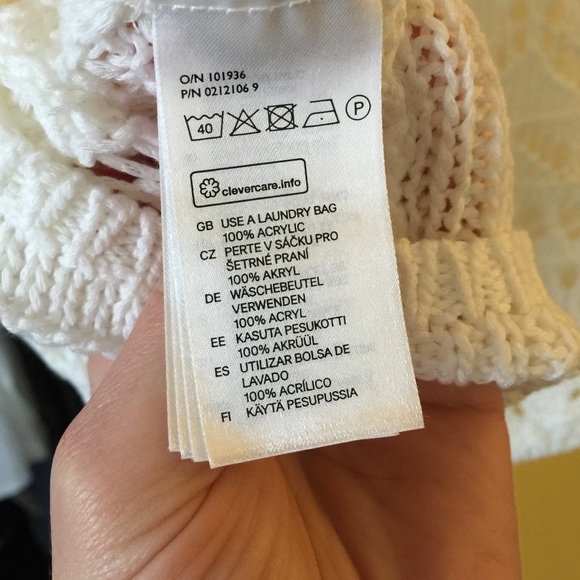 O/N 101936
P/N 0212106 9
40 P
clevercare.info
GB USE A LAUNDRY BAG
100% ACRYLIC
CZ PERTE V SÁČKU PRO
ŠETRNÉ PRANÍ
100% AKRYL
DE WÄSCHEBEUTEL
VERWENDEN
100% ACRYL
EE KASUTA PESUKOTTI
100% AKRÜÜL
ES UTILIZAR BOLSA DE
LAVADO
100% ACRÍLICO
FI KÄYTÄ PESUPUSSIA